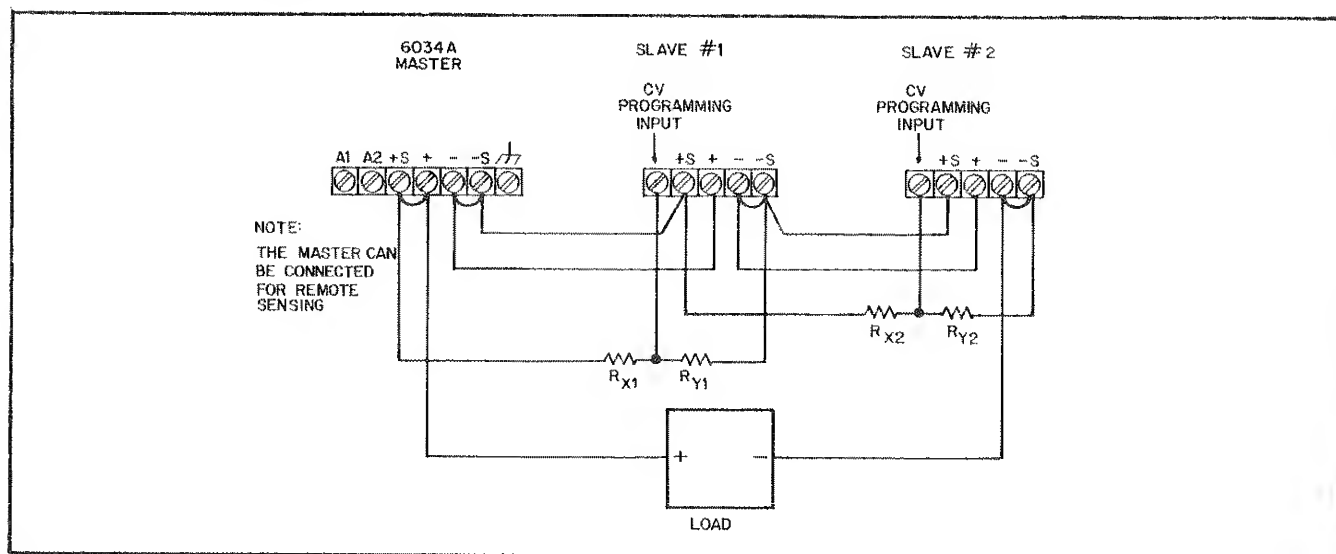 6034A
MASTER
SLAVE #1
SLAVE #2
CV
PROGRAMMING
INPUT
CV
PROGRAMMING
INPUT
A1 A2 +S + - -S
+S + - -S
+S + - -S
NOTE:
THE MASTER CAN
BE CONNECTED
FOR REMOTE
SENSING
RX2 RY2
RX1 RY1
+ -
LOAD